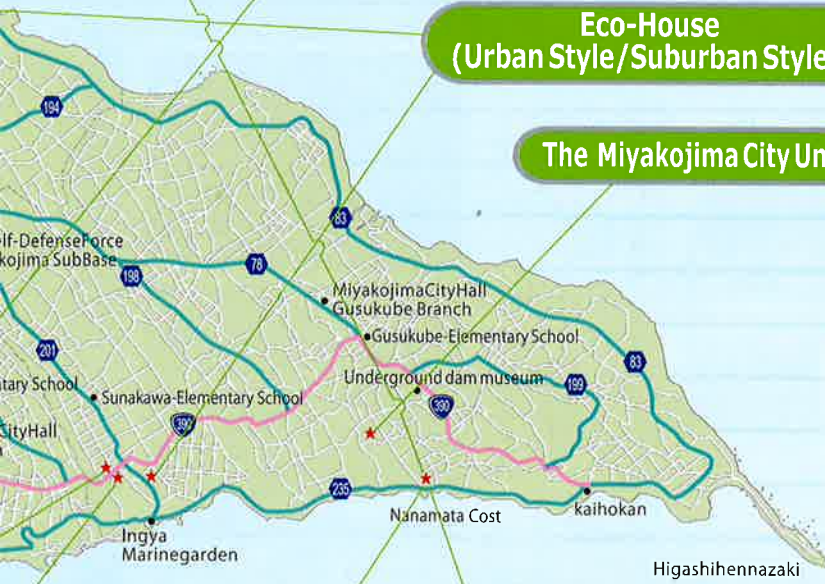 Eco-House
(Urban Style/Suburban Style
The Miyakojima City Un
194
83
lf-DefenseForce
kojima SubBase
198
78
MiyakojimaCityHall
Gusukube Branch
Gusukube-Elementary School
201
83
tary School
Sunakawa-Elementary School
Underground dam museum
199
390
390
CityHall
235
Nanamata Cost
kaihokan
Ingya
Marinegarden
Higashihennazaki